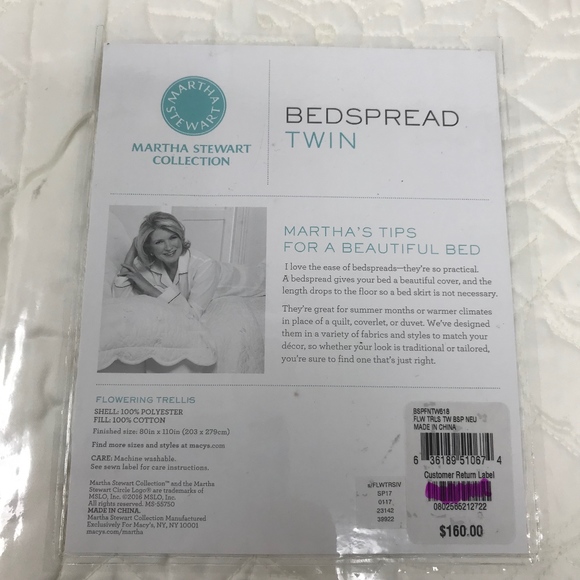 MARTHA
STEWART
MARTHA STEWART
COLLECTION
BEDSPREAD
TWIN
MARTHA'S TIPS
FOR A BEAUTIFUL BED
I love the ease of bedspreads—they're so practical.
A bedspread gives your bed a beautiful cover, and the
length drops to the floor so a bed skirt is not necessary.
They're great for summer months or warmer climates
in place of a quilt, coverlet, or duvet. We've designed
them in a variety of fabrics and styles to match your
décor, so whether your look is traditional or tailored,
you're sure to find one that's just right.
FLOWERING TRELLIS
SHELL: 100% POLYESTER
FILL: 100% COTTON
Finished size: 80in x 110in (203 x 279cm)
Find more sizes and styles at macys.com
CARE: Machine washable.
See sewn label for care instructions.
Martha Stewart Collection™ and the Martha
Stewart Circle Logo® are trademarks of
MSLO, Inc. ©2016 MSLO, Inc.
All rights reserved. MS-55750
MADE IN CHINA.
Martha Stewart Collection Manufactured
Exclusively For Macy's, NY, NY 10001
macys.com/martha
FLWTRSIV
SP17
0117
23142
39922
BSPFNTW618
FLW TRLS TW BSP NEU
MADE IN CHINA
6 36189 51067 4
Customer Return Label
0802566212722
$160.00